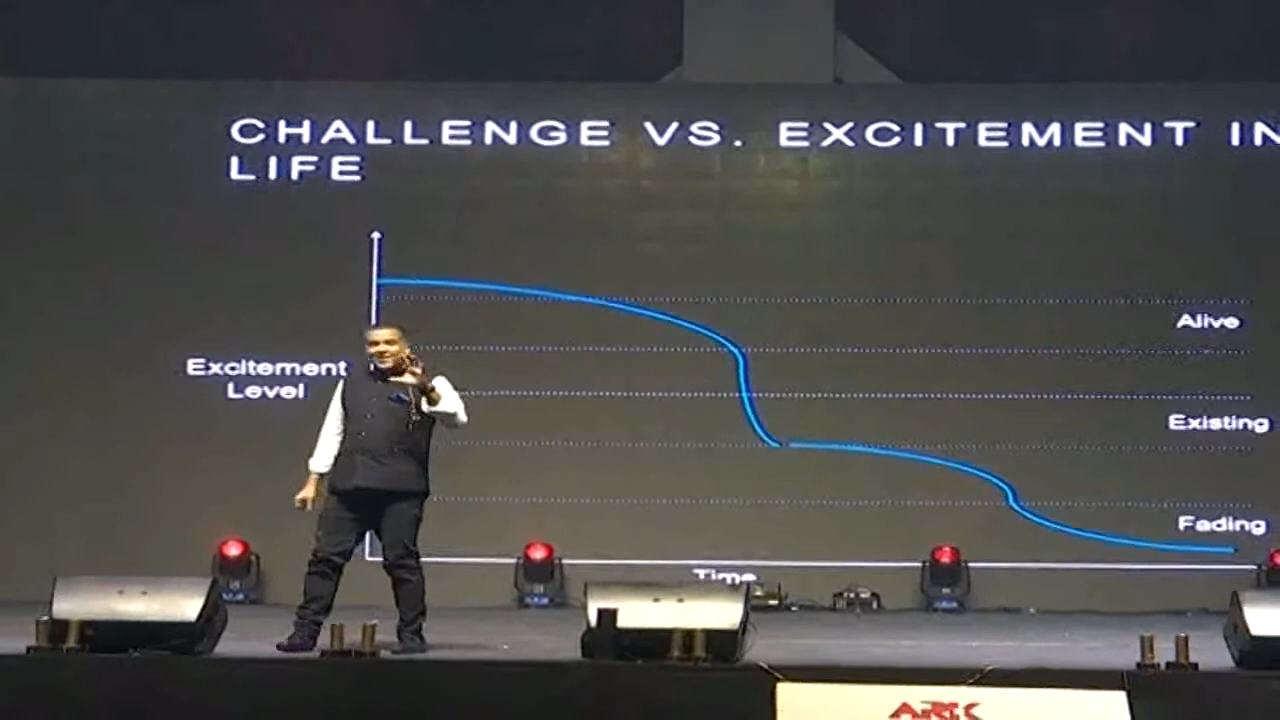 CHALLENGE VS. EXCITEMENT IN
LIFE
Alive
Excitement
Level
Existing
Fading
Time